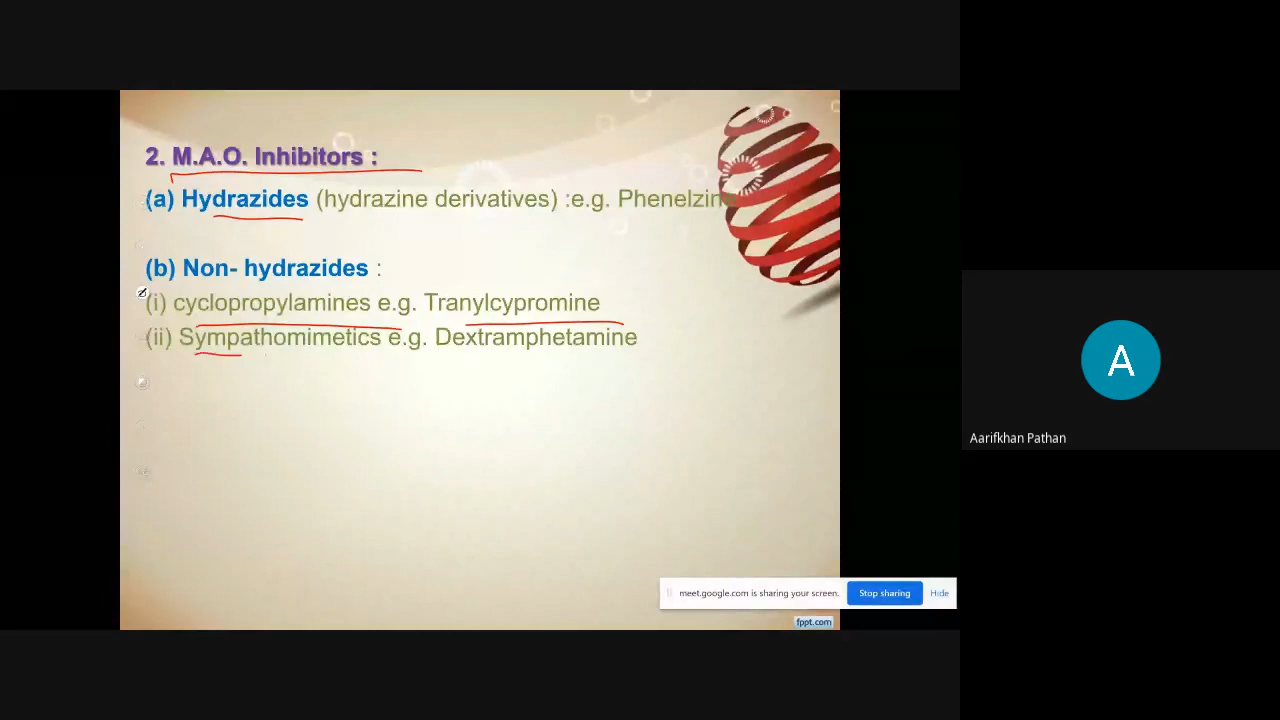 2. M.A.O. Inhibitors :
(a) Hydrazides (hydrazine derivatives) :e.g. Phenelzine
(b) Non- hydrazides :
(i) cyclopropylamines e.g. Tranylcypromine
(ii) Sympathomimetics e.g. Dextramphetamine
A
Aarifkhan Pathan
meet.google.com is sharing your screen. Stop sharing Hide
fppt.com